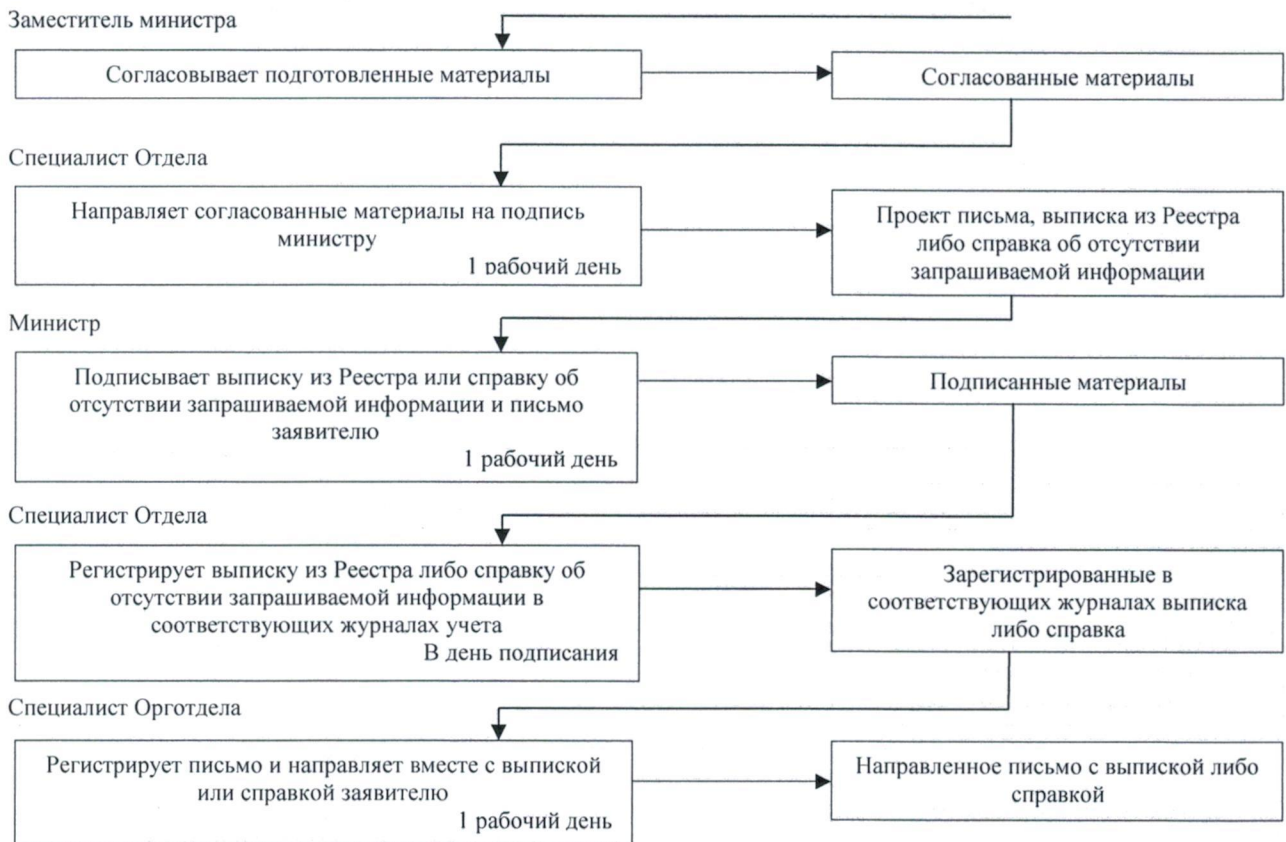 Заместитель министра
Согласовывает подготовленные материалы
Согласованные материалы
Специалист Отдела
Направляет согласованные материалы на подпись
министру
1 рабочий день
Проект письма, выписка из Реестра
либо справка об отсутствии
запрашиваемой информации
Министр
Подписывает выписку из Реестра или справку об
отсутствии запрашиваемой информации и письмо
заявителю
1 рабочий день
Подписанные материалы
Специалист Отдела
Регистрирует выписку из Реестра либо справку об
отсутствии запрашиваемой информации в
соответствующих журналах учета
В день подписания
Зарегистрированные в
соответствующих журналах выписка
либо справка
Специалист Орготдела
Регистрирует письмо и направляет вместе с выпиской
или справкой заявителю
1 рабочий день
Направленное письмо с выпиской либо
справкой